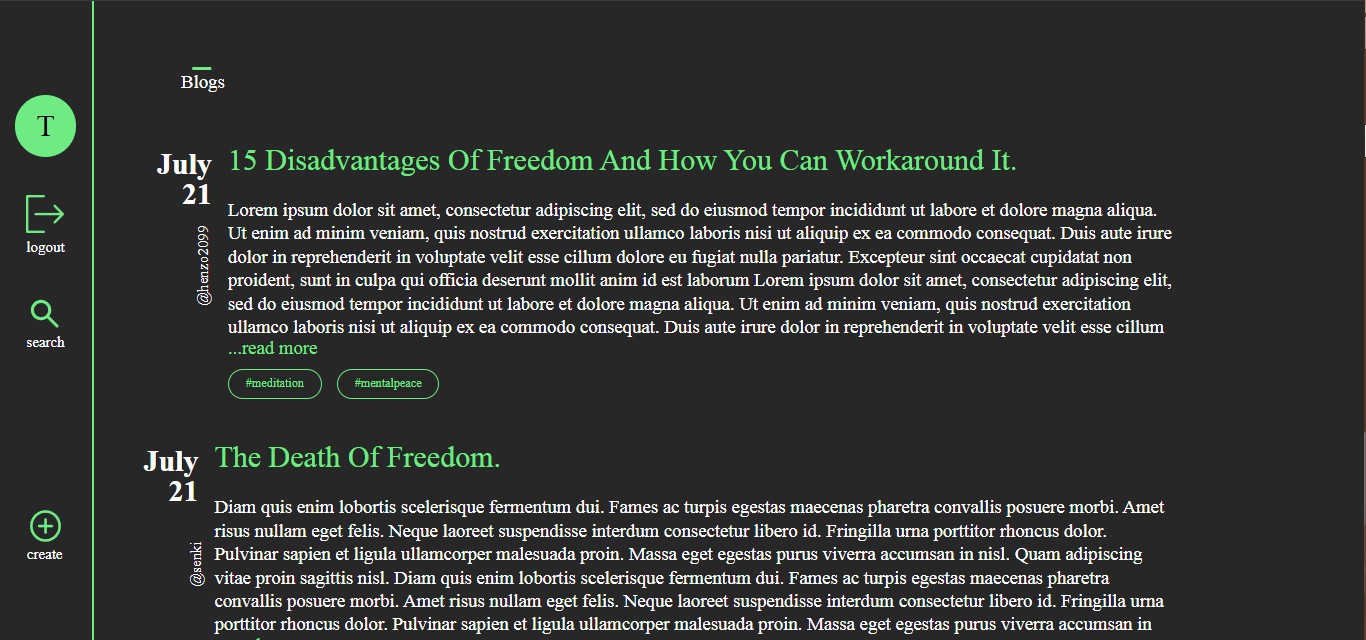 Blogs
T
logout
search
create
July
21
@henzo2099
15 Disadvantages Of Freedom And How You Can Workaround It.
Lorem ipsum dolor sit amet, consectetur adipiscing elit, sed do eiusmod tempor incididunt ut labore et dolore magna aliqua.
Ut enim ad minim veniam, quis nostrud exercitation ullamco laboris nisi ut aliquip ex ea commodo consequat. Duis aute irure
dolor in reprehenderit in voluptate velit esse cillum dolore eu fugiat nulla pariatur. Excepteur sint occaecat cupidatat non
proident, sunt in culpa qui officia deserunt mollit anim id est laborum Lorem ipsum dolor sit amet, consectetur adipiscing elit,
sed do eiusmod tempor incididunt ut labore et dolore magna aliqua. Ut enim ad minim veniam, quis nostrud exercitation
ullamco laboris nisi ut aliquip ex ea commodo consequat. Duis aute irure dolor in reprehenderit in voluptate velit esse cillum
...read more
#meditation
#mentalpeace
July
21
@senki
The Death Of Freedom.
Diam quis enim lobortis scelerisque fermentum dui. Fames ac turpis egestas maecenas pharetra convallis posuere morbi. Amet
risus nullam eget felis. Neque laoreet suspendisse interdum consectetur libero id. Fringilla urna porttitor rhoncus dolor.
Pulvinar sapien et ligula ullamcorper malesuada proin. Massa eget egestas purus viverra accumsan in nisl. Quam adipiscing
vitae proin sagittis nisl. Diam quis enim lobortis scelerisque fermentum dui. Fames ac turpis egestas maecenas pharetra
convallis posuere morbi. Amet risus nullam eget felis. Neque laoreet suspendisse interdum consectetur libero id. Fringilla urna
porttitor rhoncus dolor. Pulvinar sapien et ligula ullamcorper malesuada proin. Massa eget egestas purus viverra accumsan in